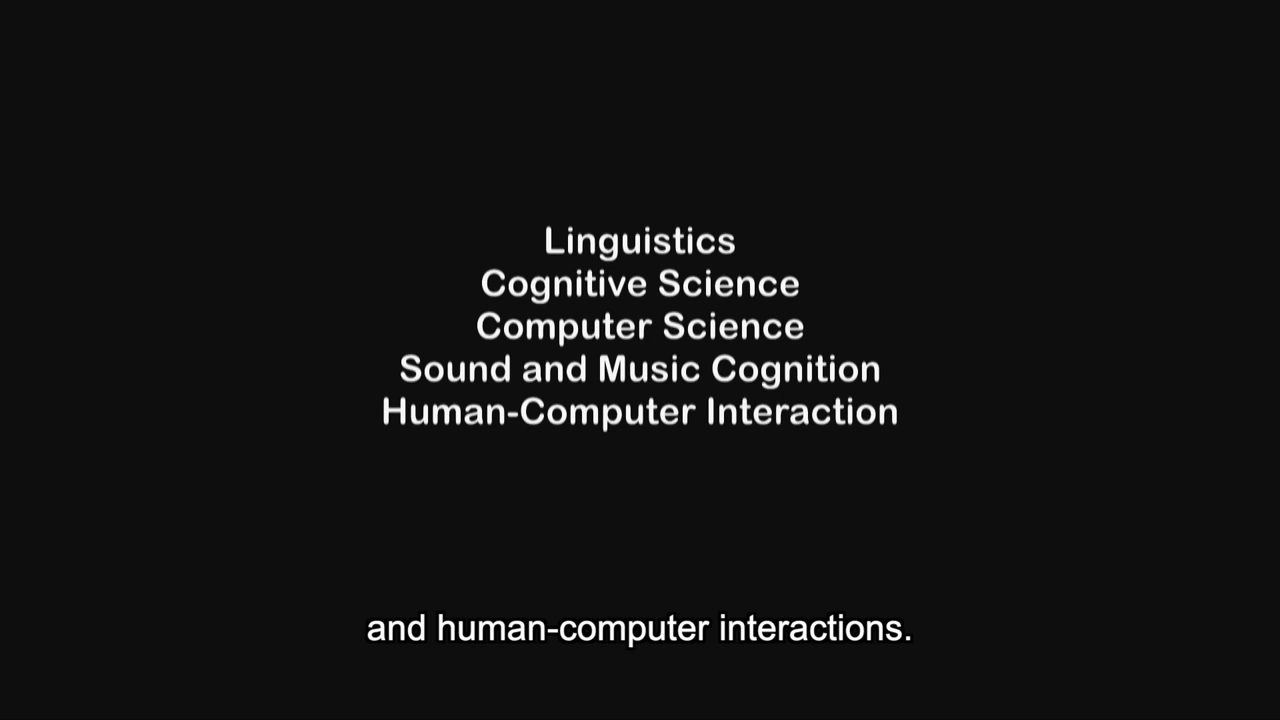 Linguistics
Cognitive Science
Computer Science
Sound and Music Cognition
Human-Computer Interaction
and human-computer interactions.